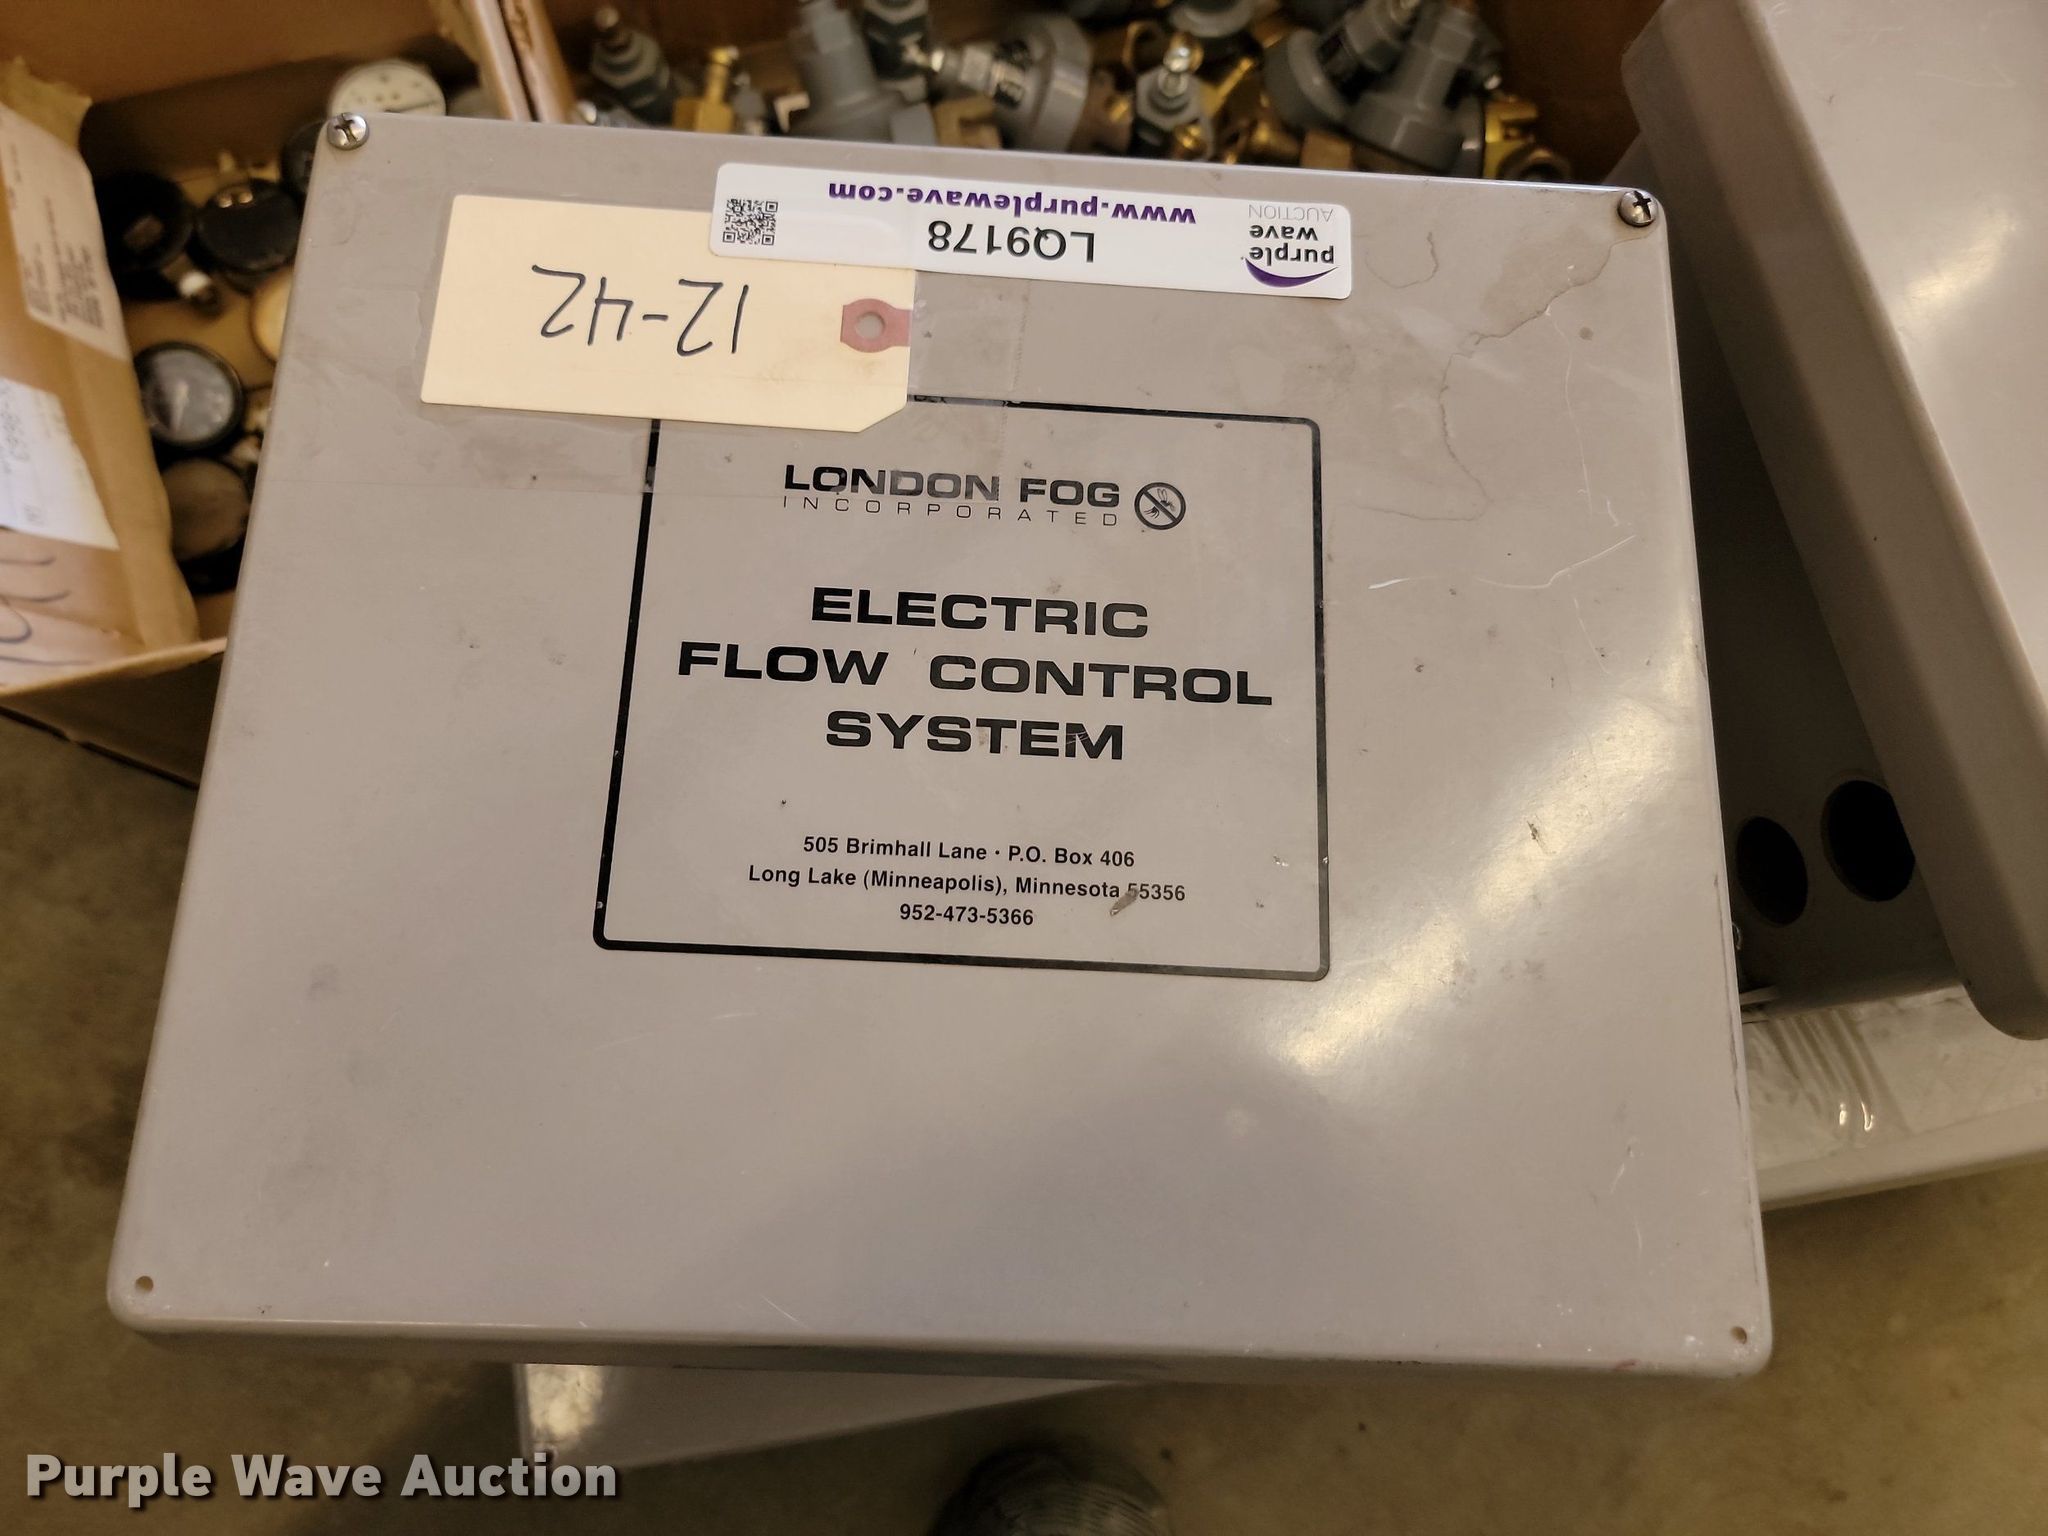 www.purplewave.com
LQ9178
purple
wave
AUCTION
12-42
LONDON FOG
INCORPORATED
ELECTRIC
FLOW CONTROL
SYSTEM
505 Brimhall Lane · P.O. Box 406
Long Lake (Minneapolis), Minnesota 55356
952-473-5366
Purple Wave Auction